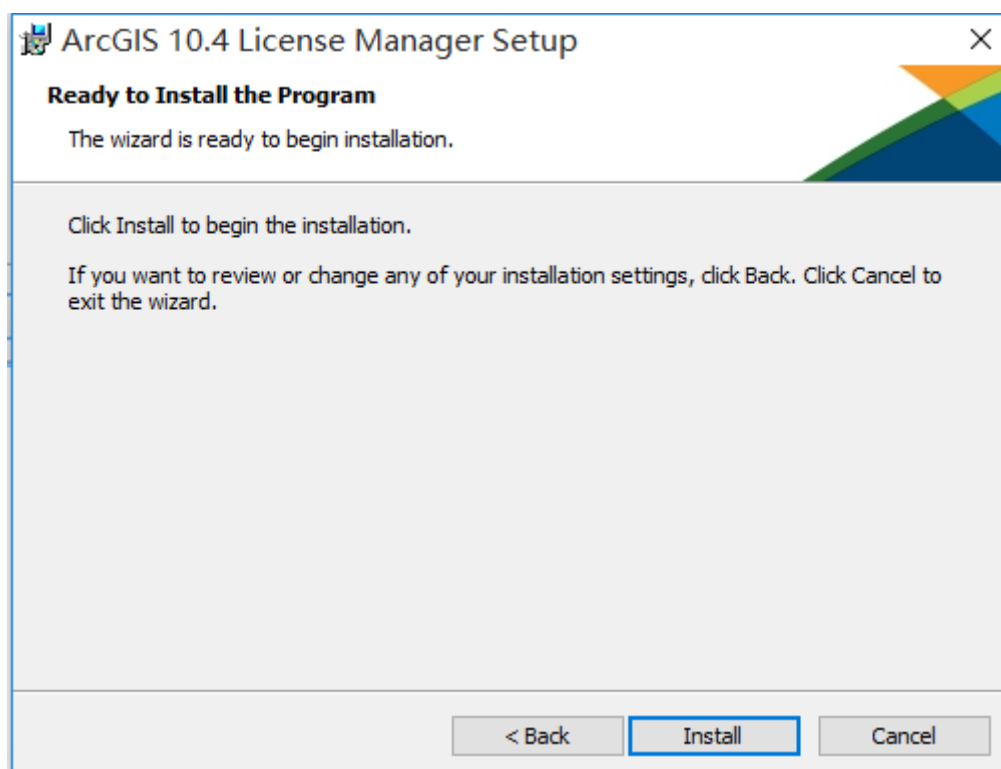 ArcGIS 10.4 License Manager Setup
Ready to Install the Program
The wizard is ready to begin installation.
Click Install to begin the installation.
If you want to review or change any of your installation settings, click Back. Click Cancel to
exit the wizard.
< Back
Install
Cancel